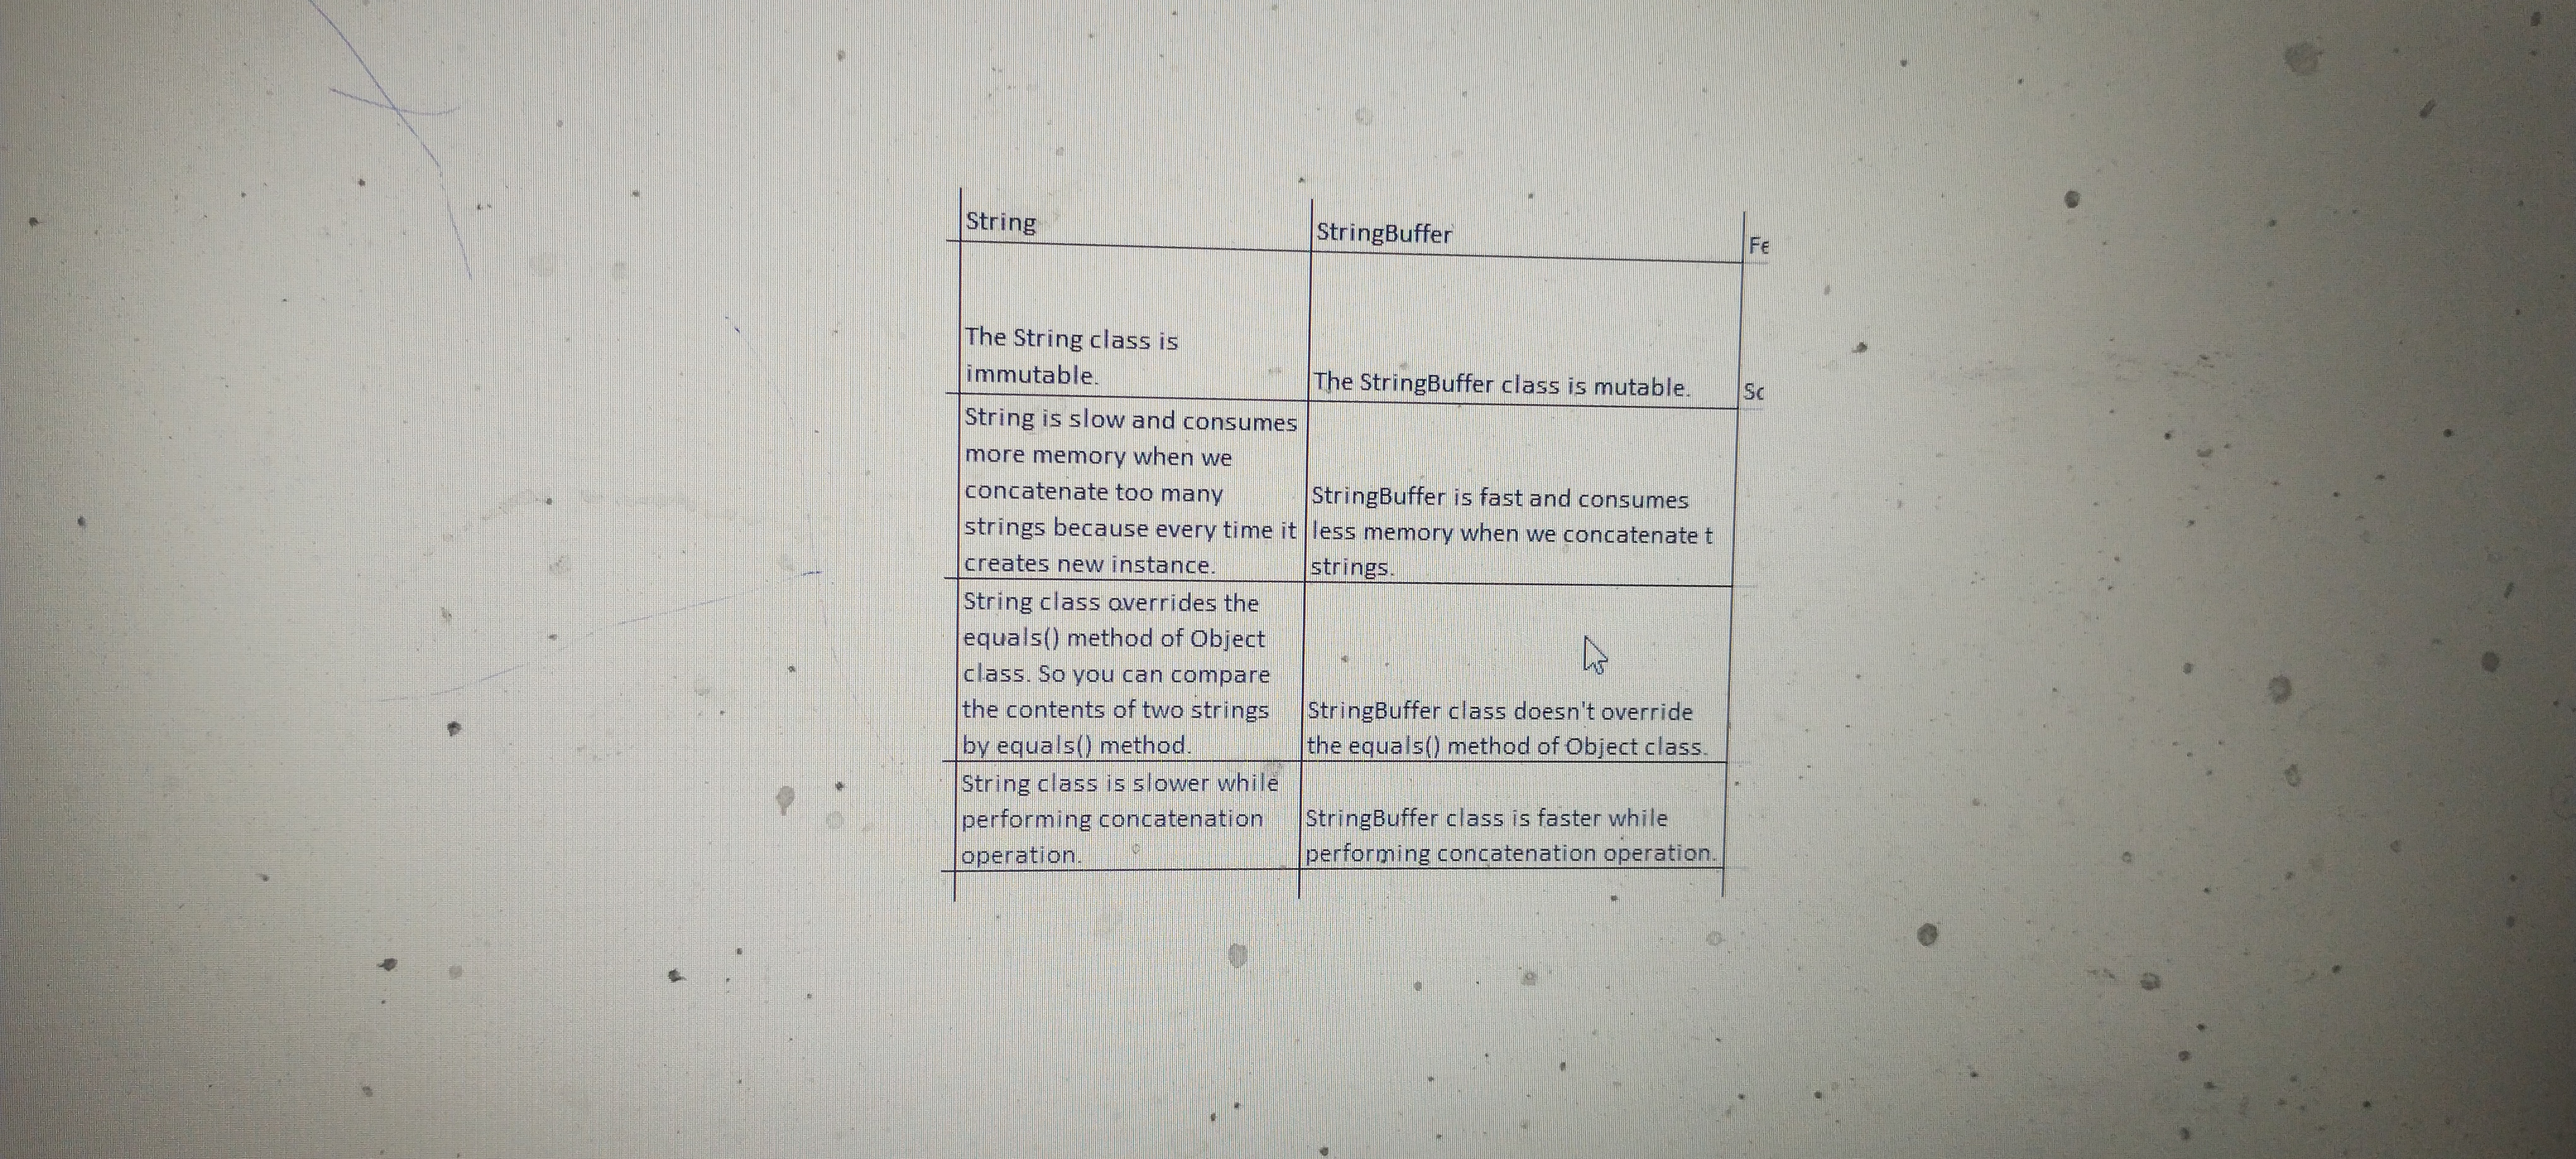 String
StringBuffer
Fe
The String class is
immutable.
The StringBuffer class is mutable.
Sc
String is slow and consumes
more memory when we
concatenate too many
strings because every time it
creates new instance.
StringBuffer is fast and consumes
less memory when we concatenate t
strings.
String class overrides the
equals() method of Object
class. So you can compare
the contents of two strings
by equals() method.
StringBuffer class doesn't override
the equals() method of Object class.
String class is slower while
performing concatenation
operation.
StringBuffer class is faster while
performing concatenation operation.